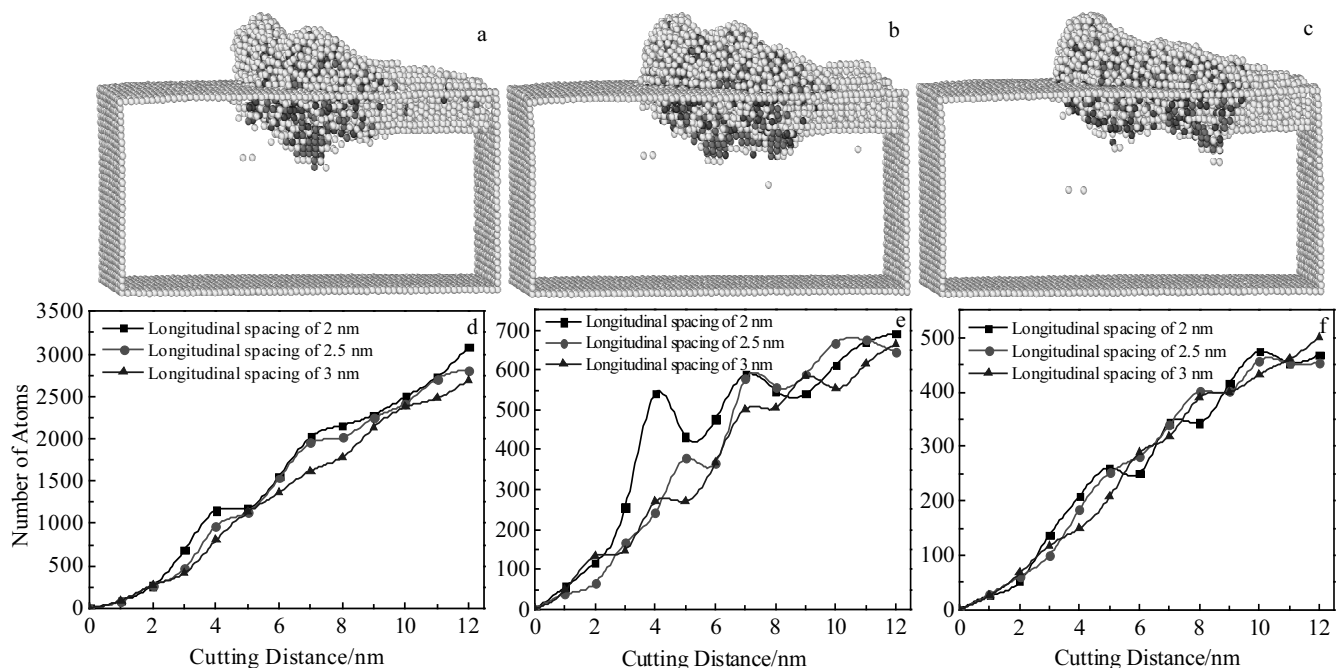 a
b
c
3500
3000
2500
2000
1500
1000
500
0
Number of Atoms
Longitudinal spacing of 2 nm
Longitudinal spacing of 2.5 nm
Longitudinal spacing of 3 nm
d
0 2 4 6 8 10 12
Cutting Distance/nm
700
600
500
400
300
200
100
0
Longitudinal spacing of 2 nm
Longitudinal spacing of 2.5 nm
Longitudinal spacing of 3 nm
e
0 2 4 6 8 10 12
Cutting Distance/nm
500
400
300
200
100
0
Longitudinal spacing of 2 nm
Longitudinal spacing of 2.5 nm
Longitudinal spacing of 3 nm
f
0 2 4 6 8 10 12
Cutting Distance/nm